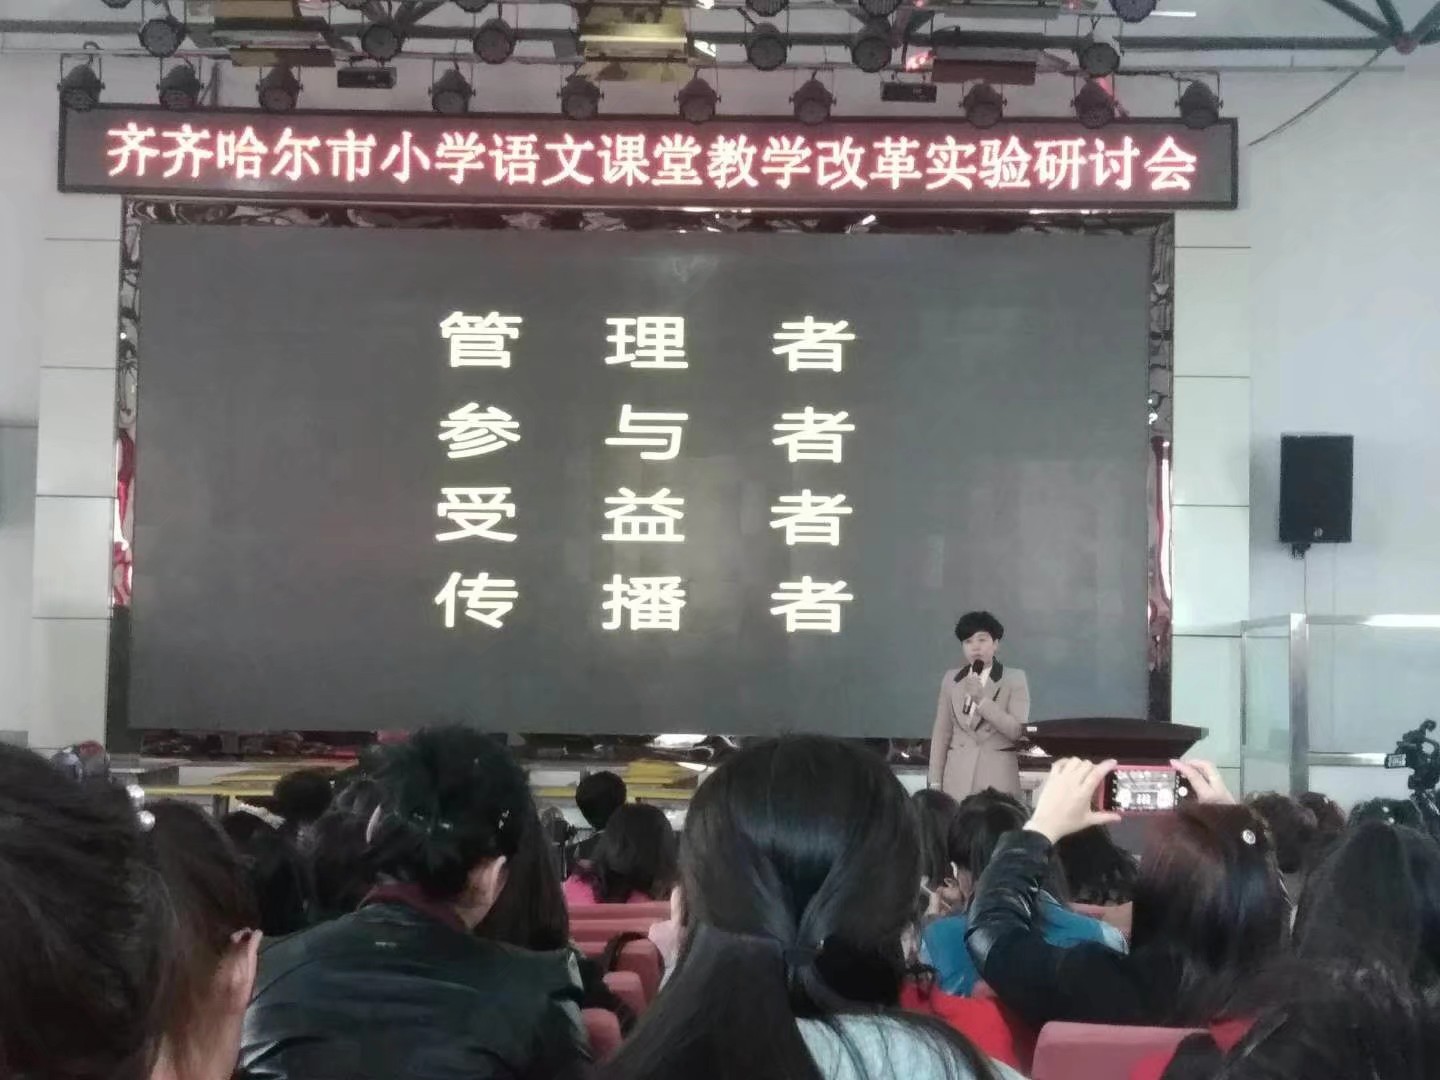 齐齐哈尔市小学语文课堂教学改革实验研讨会
管 理 者
参 与 者
受 益 者
传 播 者